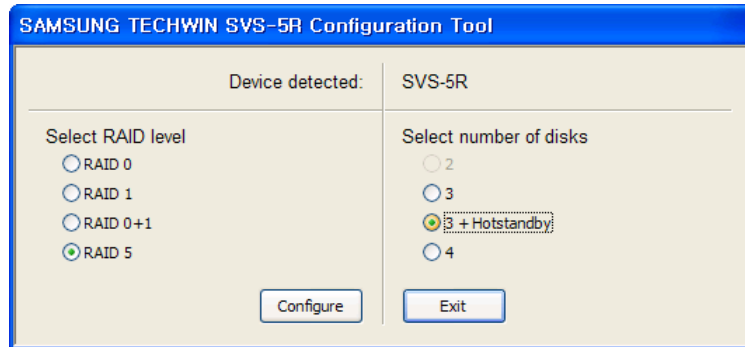 SAMSUNG TECHWIN SVS-5R Configuration Tool
Device detected: SVS-5R
Select RAID level
RAID 0
RAID 1
RAID 0+1
RAID 5
Configure
Select number of disks
2
3
3 + Hotstandby
4
Exit